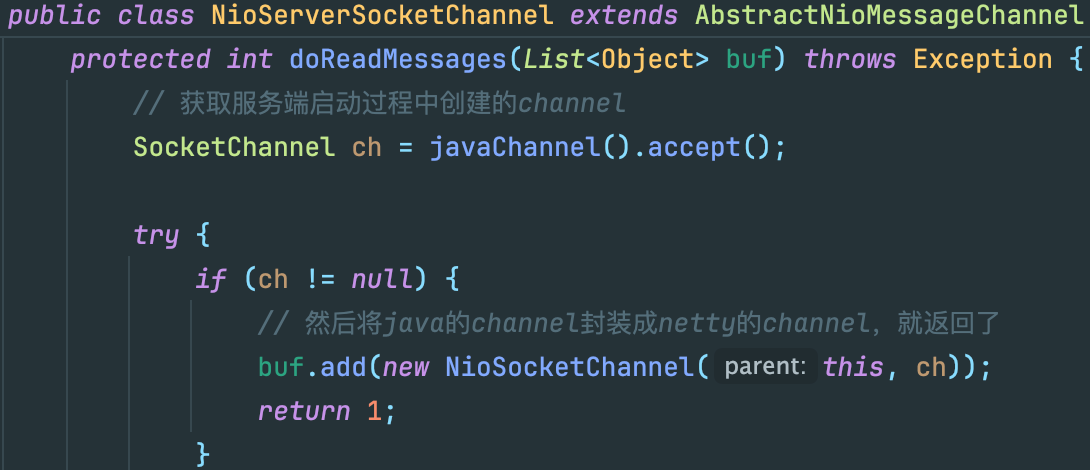 public class NioServerSocketChannel extends AbstractNioMessageChannel
protected int doReadMessages(List<Object> buf) throws Exception {
// 获取服务端启动过程中创建的channel
SocketChannel ch = javaChannel().accept();
try {
if (ch != null) {
// 然后将java的channel封装成netty的channel，就返回了
buf.add(new NioSocketChannel( parent: this, ch));
return 1;
}